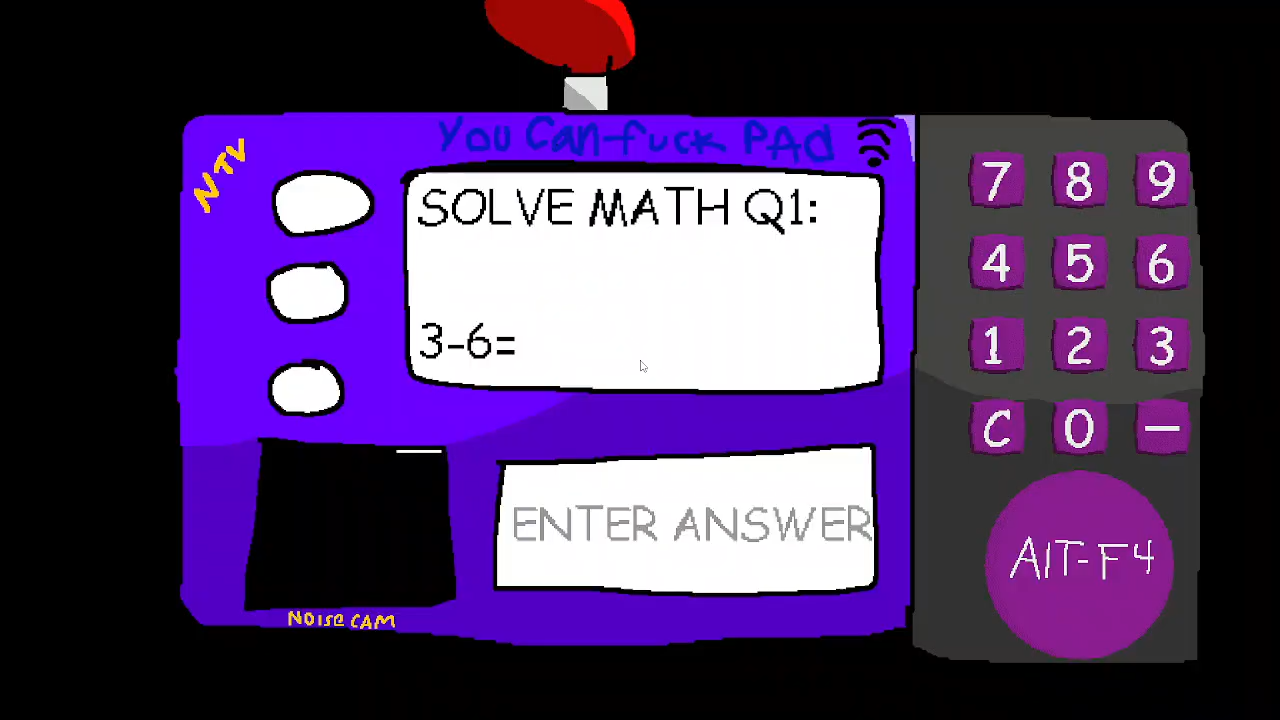 You Can-fuck PAD
NTV
SOLVE MATH Q1:
3-6=
ENTER ANSWER
NOISE CAM
7 8 9
4 5 6
1 2 3
C 0 -
AIT-F4